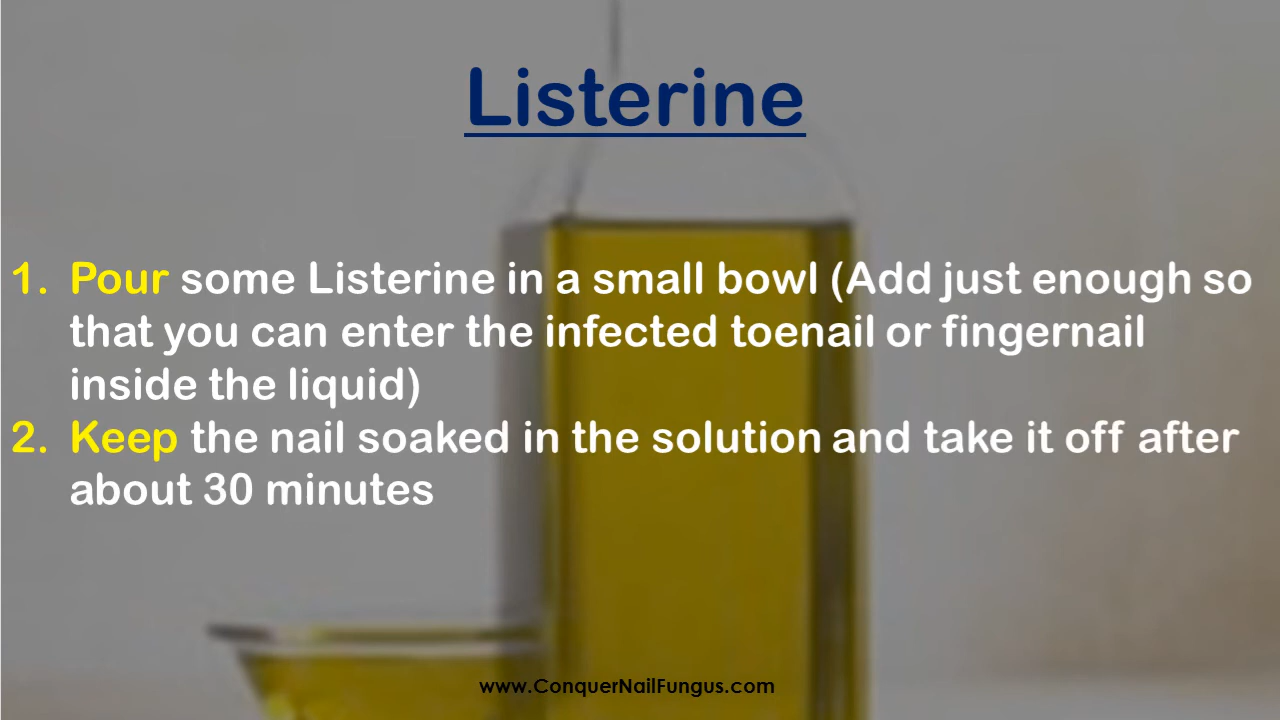 Listerine
1. Pour some Listerine in a small bowl (Add just enough so
that you can enter the infected toenail or fingernail
inside the liquid)
2. Keep the nail soaked in the solution and take it off after
about 30 minutes
www.ConquerNailFungus.com